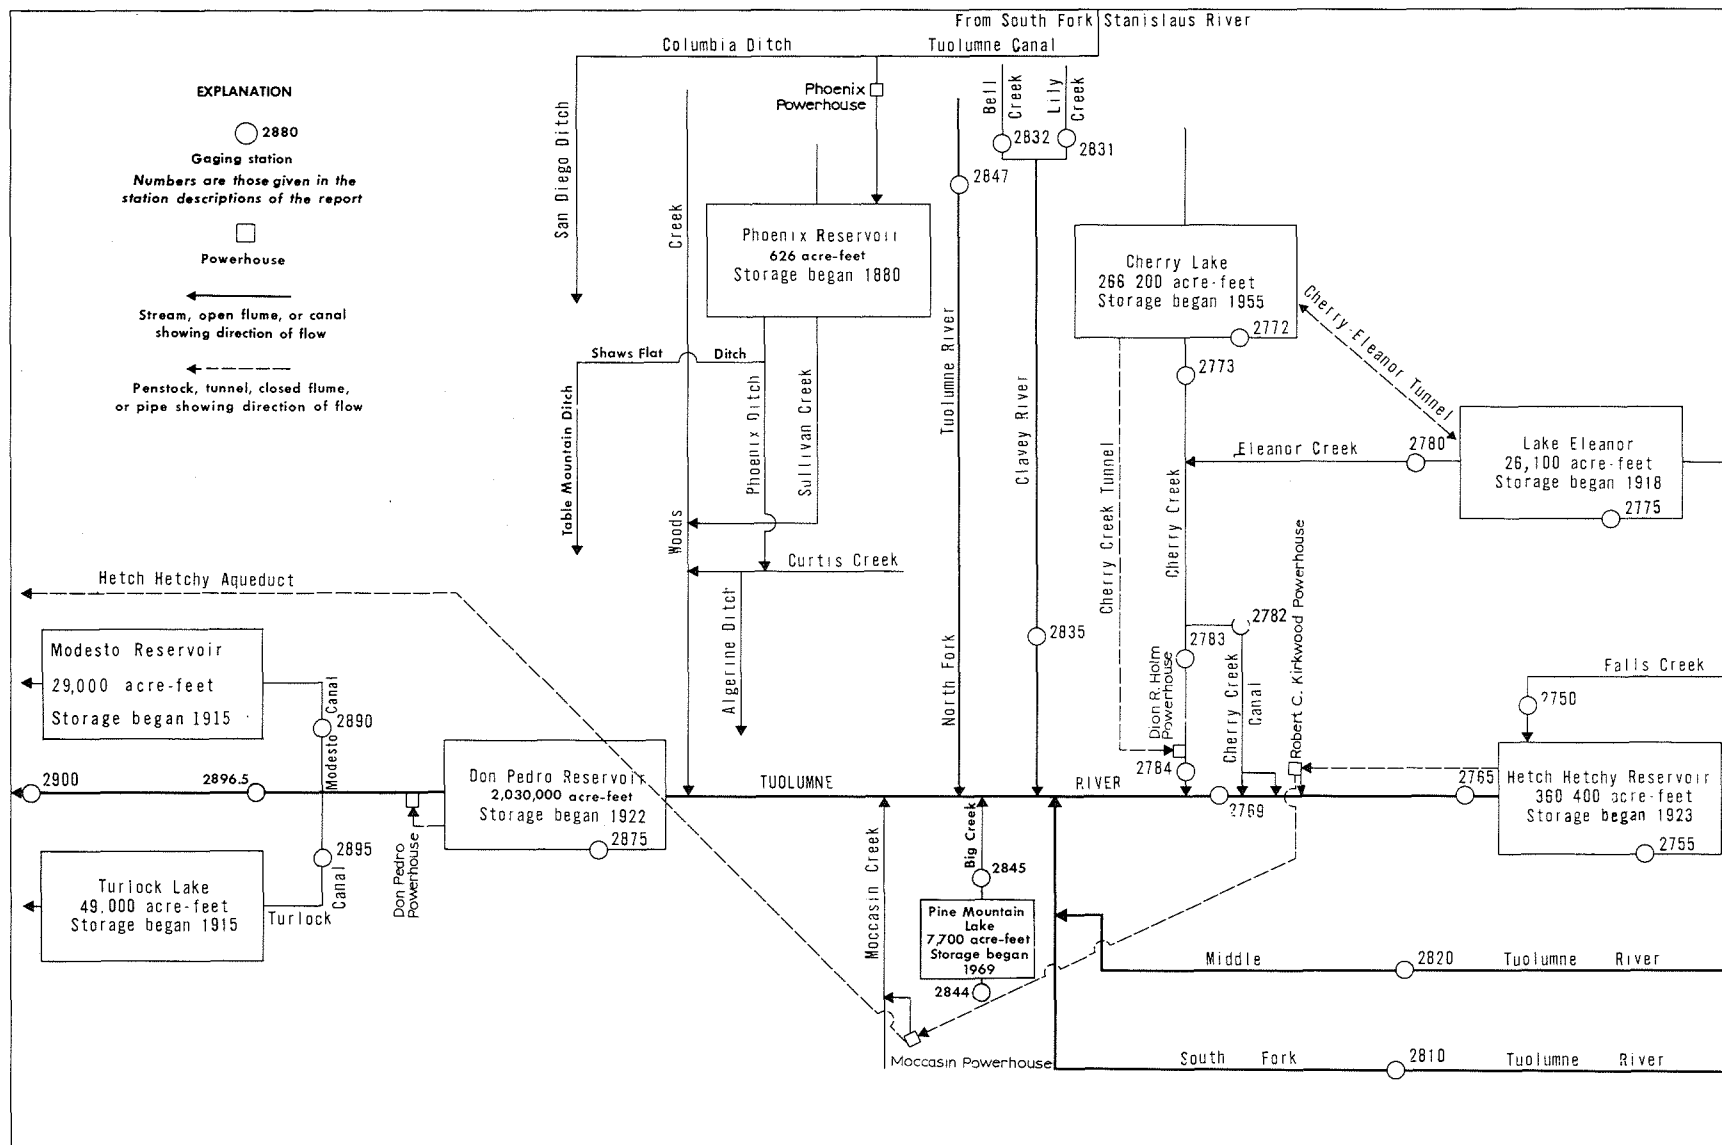 From South Fork Stanislaus River
Columbia Ditch
Tuolumne Canal
EXPLANATION
2880
Gaging station
Numbers are those given in the
station descriptions of the report
Powerhouse
Stream, open flume, or canal
showing direction of flow
Penstock, tunnel, closed flume,
or pipe showing direction of flow
San Diego Ditch
Creek
Woods
Phoenix
Powerhouse
Phoenix Reservoir
626 acre-feet
Storage began 1880
Shaws Flat
Ditch
Table Mountain Ditch
Phoenix Ditch
Sullivan Creek
Curtis Creek
Algerine Ditch
Bell
Creek
Lily
Creek
2832
2831
2847
Tuolumne River
North Fork
Clavey River
2835
Cherry Lake
266 200 acre-feet
Storage began 1955
2772
2773
Cherry-Eleanor Tunnel
Lake Eleanor
26,100 acre-feet
Storage began 1918
2775
2780
Eleanor Creek
Cherry Creek Tunnel
Cherry Creek
2782
2783
Cherry Creek
Canal
Dion R. Holm
Powerhouse
2784
Robert C. Kirkwood Powerhouse
Falls Creek
2750
Hetch Hetchy Reservoir
360 400 acre-feet
Storage began 1923
2755
2765
2769
Hetch Hetchy Aqueduct
Modesto Reservoir
29,000 acre-feet
Storage began 1915
Modesto
Canal
2890
2900
2896.5
2895
Turlock
Canal
Turlock Lake
49,000 acre-feet
Storage began 1915
Don Pedro
Powerhouse
Don Pedro Reservoir
2,030,000 acre-feet
Storage began 1922
2875
TUOLUMNE
RIVER
Moccasin Creek
Big Creek
2845
Pine Mountain
Lake
7,700 acre-feet
Storage began
1969
2844
Moccasin Powerhouse
Middle
2820
Tuolumne
River
South
Fork
2810
Tuolumne
River